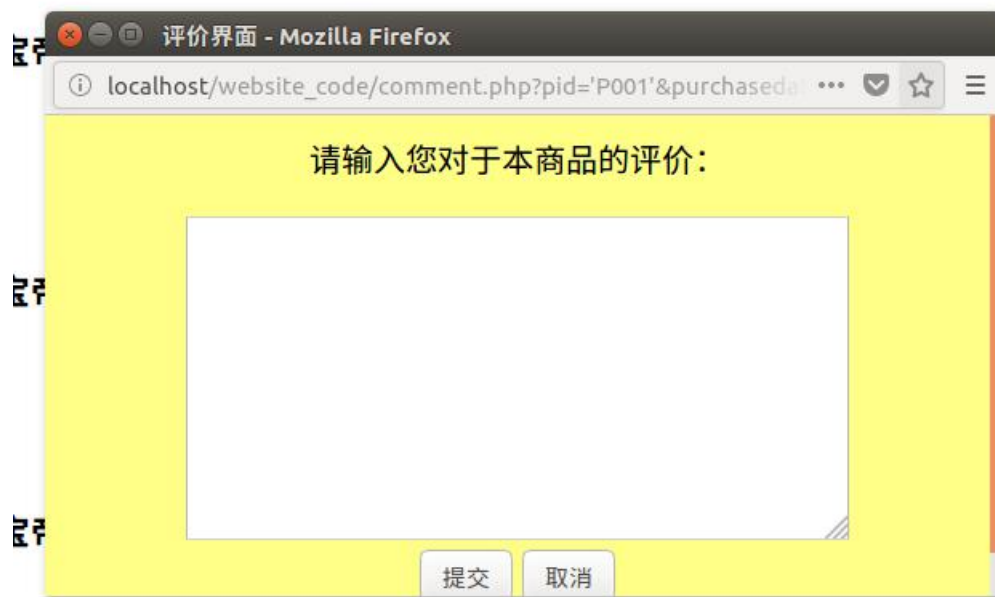 评价界面 - Mozilla Firefox
localhost/website_code/comment.php?pid='P001'&purchaseda
请输入您对于本商品的评价：
提交 取消